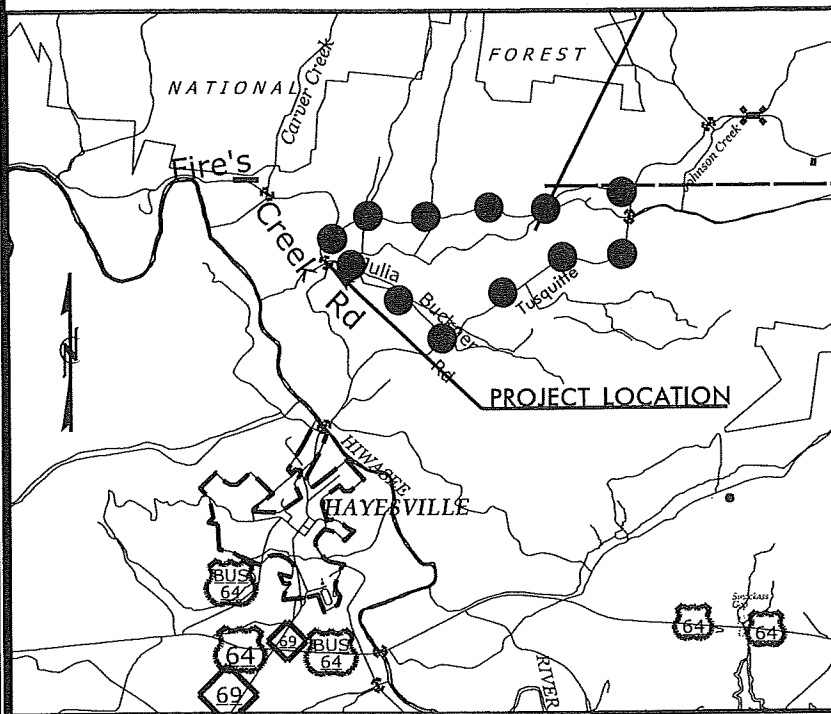 FOREST
NATIONAL
Carver Creek
Johnson Creek
Fire's
Creek Rd
Julia
Buckner
Rd
Tusquitte
N
PROJECT LOCATION
HIWASEE
HAYESVILLE
BUS
64
64
69
BUS
64
69
64
64
RIVER